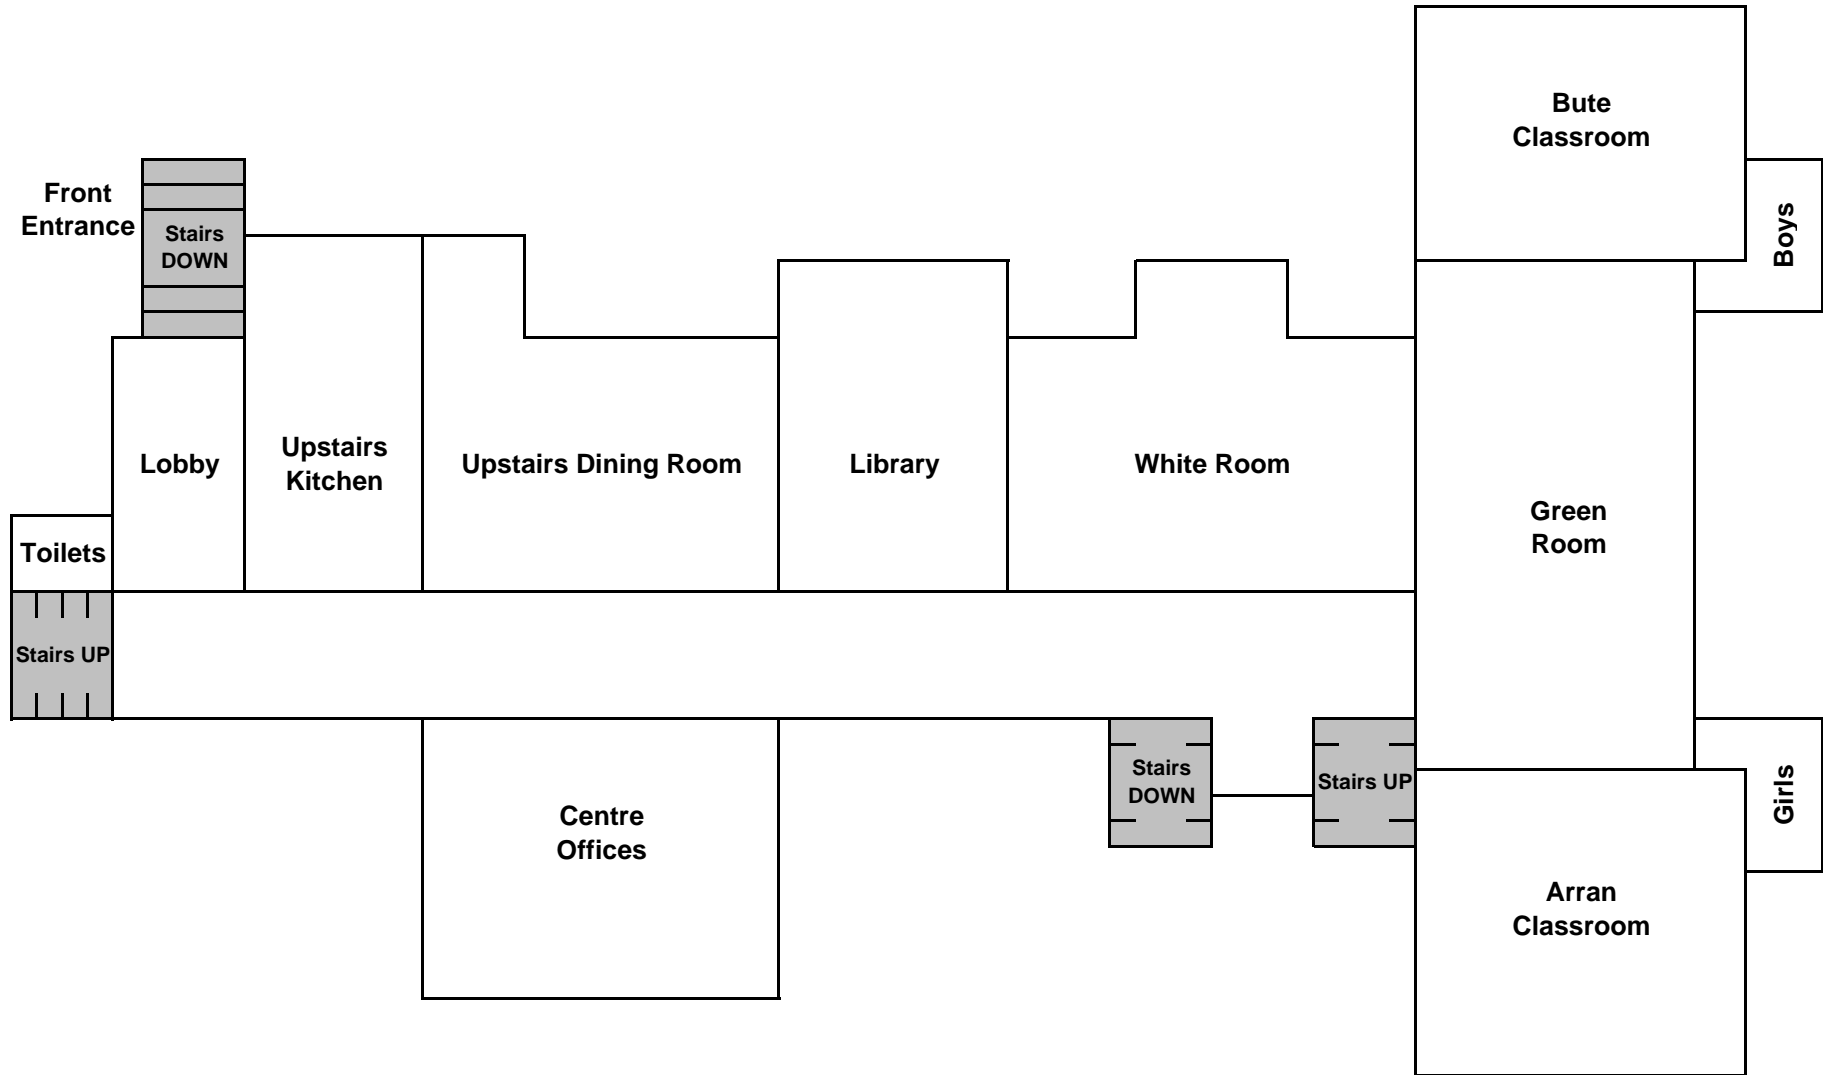 Bute
Classroom
Front
Entrance
Stairs
DOWN
Boys
Lobby
Upstairs
Kitchen
Upstairs Dining Room
Library
White Room
Green
Room
Toilets
Stairs UP
Centre
Offices
Stairs
DOWN
Stairs UP
Girls
Arran
Classroom